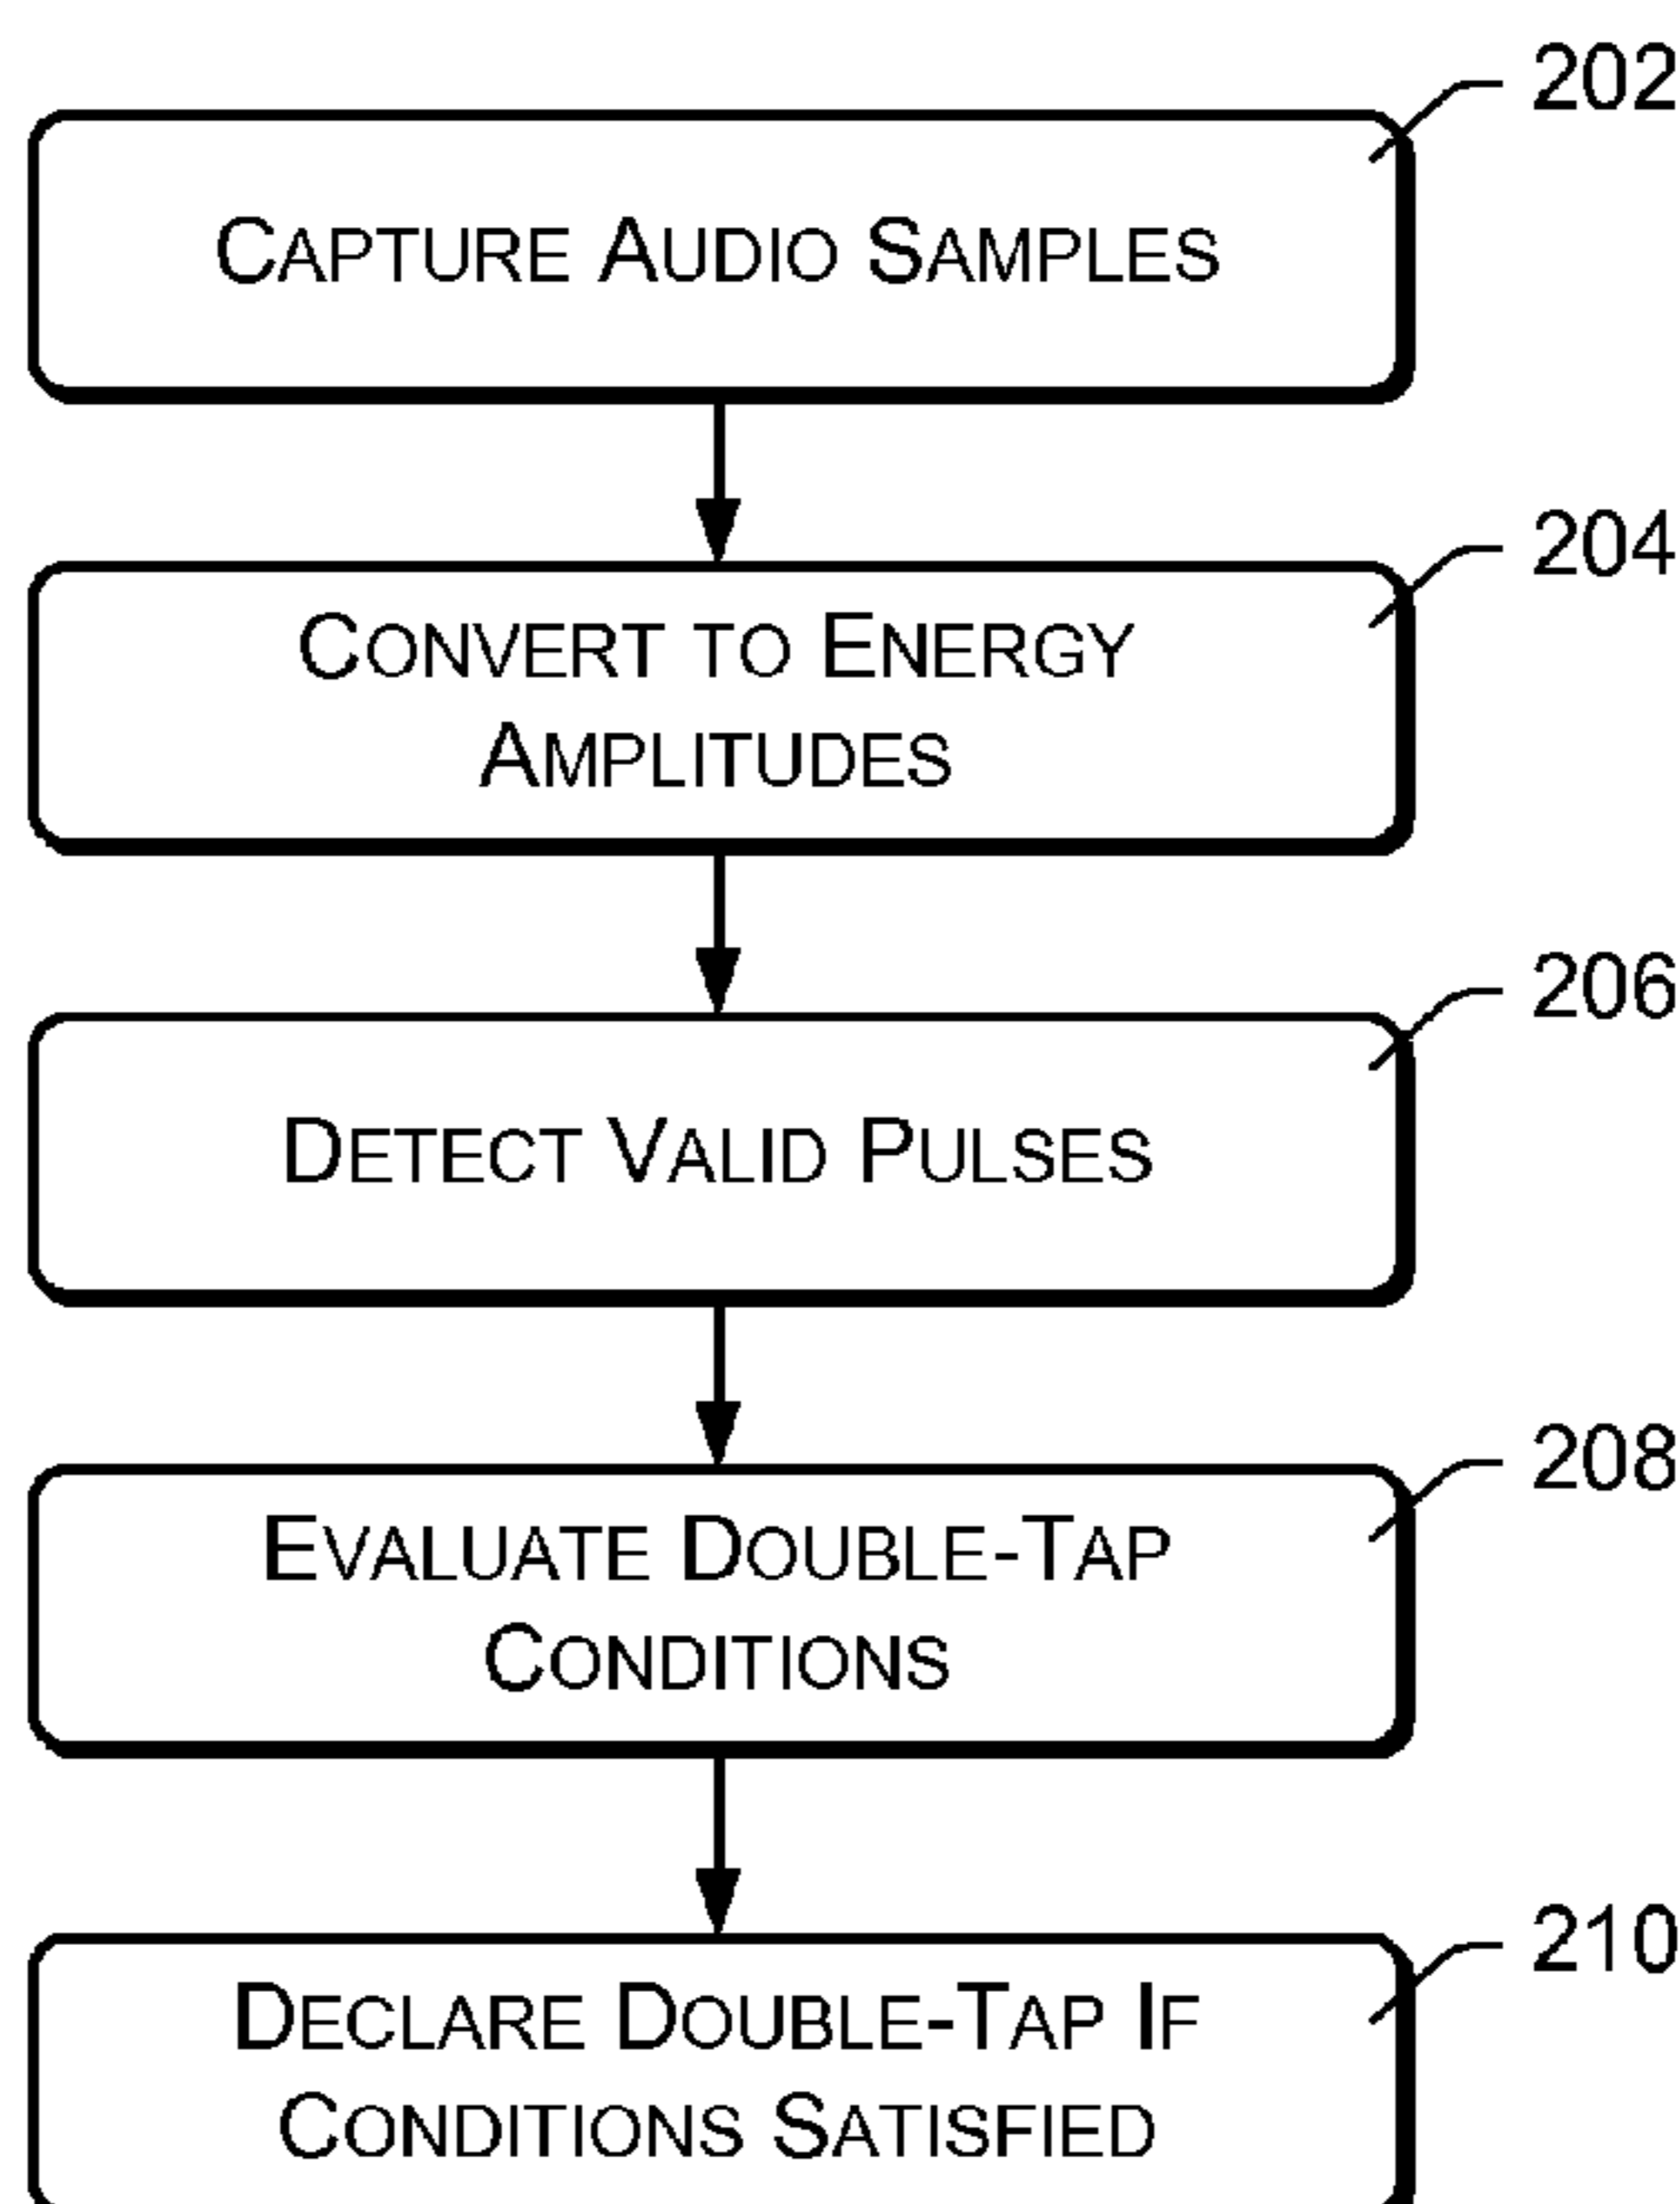 202
CAPTURE AUDIO SAMPLES
204
CONVERT TO ENERGY
AMPLITUDES
206
DETECT VALID PULSES
208
EVALUATE DOUBLE-TAP
CONDITIONS
210
DECLARE DOUBLE-TAP IF
CONDITIONS SATISFIED